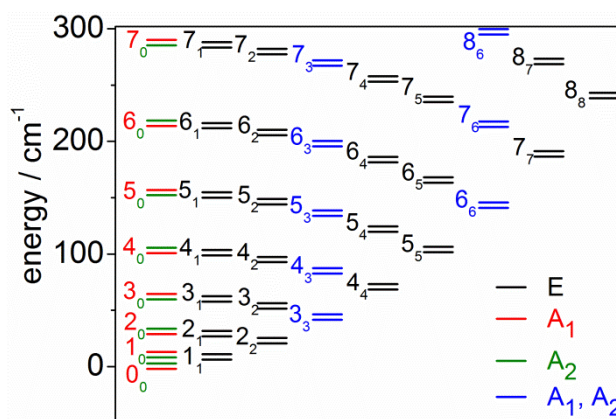 300
7₀ 7₁ 7₂ 7₃ 7₄ 7₅ 8₆ 8₇ 8₈
6₀ 6₁ 6₂ 6₃ 6₄ 6₅ 7₆ 7₇
200
5₀ 5₁ 5₂ 5₃ 5₄ 5₅ 6₆
100
4₀ 4₁ 4₂ 4₃ 4₄
3₀ 3₁ 3₂ 3₃
2₀ 2₁ 2₂
1₀ 1₁
0
0₀
energy / cm⁻¹
E
A₁
A₂
A₁, A₂